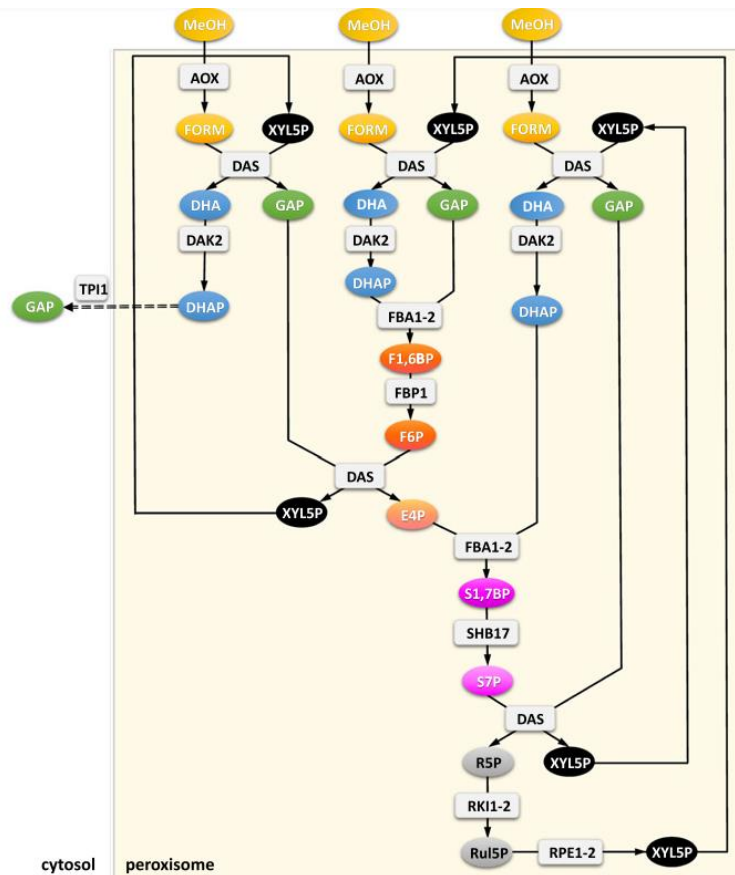 MeOH MeOH MeOH
AOX AOX AOX
FORM XYL5P FORM XYL5P FORM XYL5P
DAS DAS DAS
DHA GAP DHA GAP DHA GAP
DAK2 DAK2 DAK2
DHAP
TPI1
GAP DHAP DHAP
FBA1-2
F1,6BP
FBP1
F6P
DAS
XYL5P E4P
FBA1-2
S1,7BP
SHB17
S7P
DAS
R5P XYL5P
RKI1-2
Rul5P RPE1-2 XYL5P
cytosol peroxisome